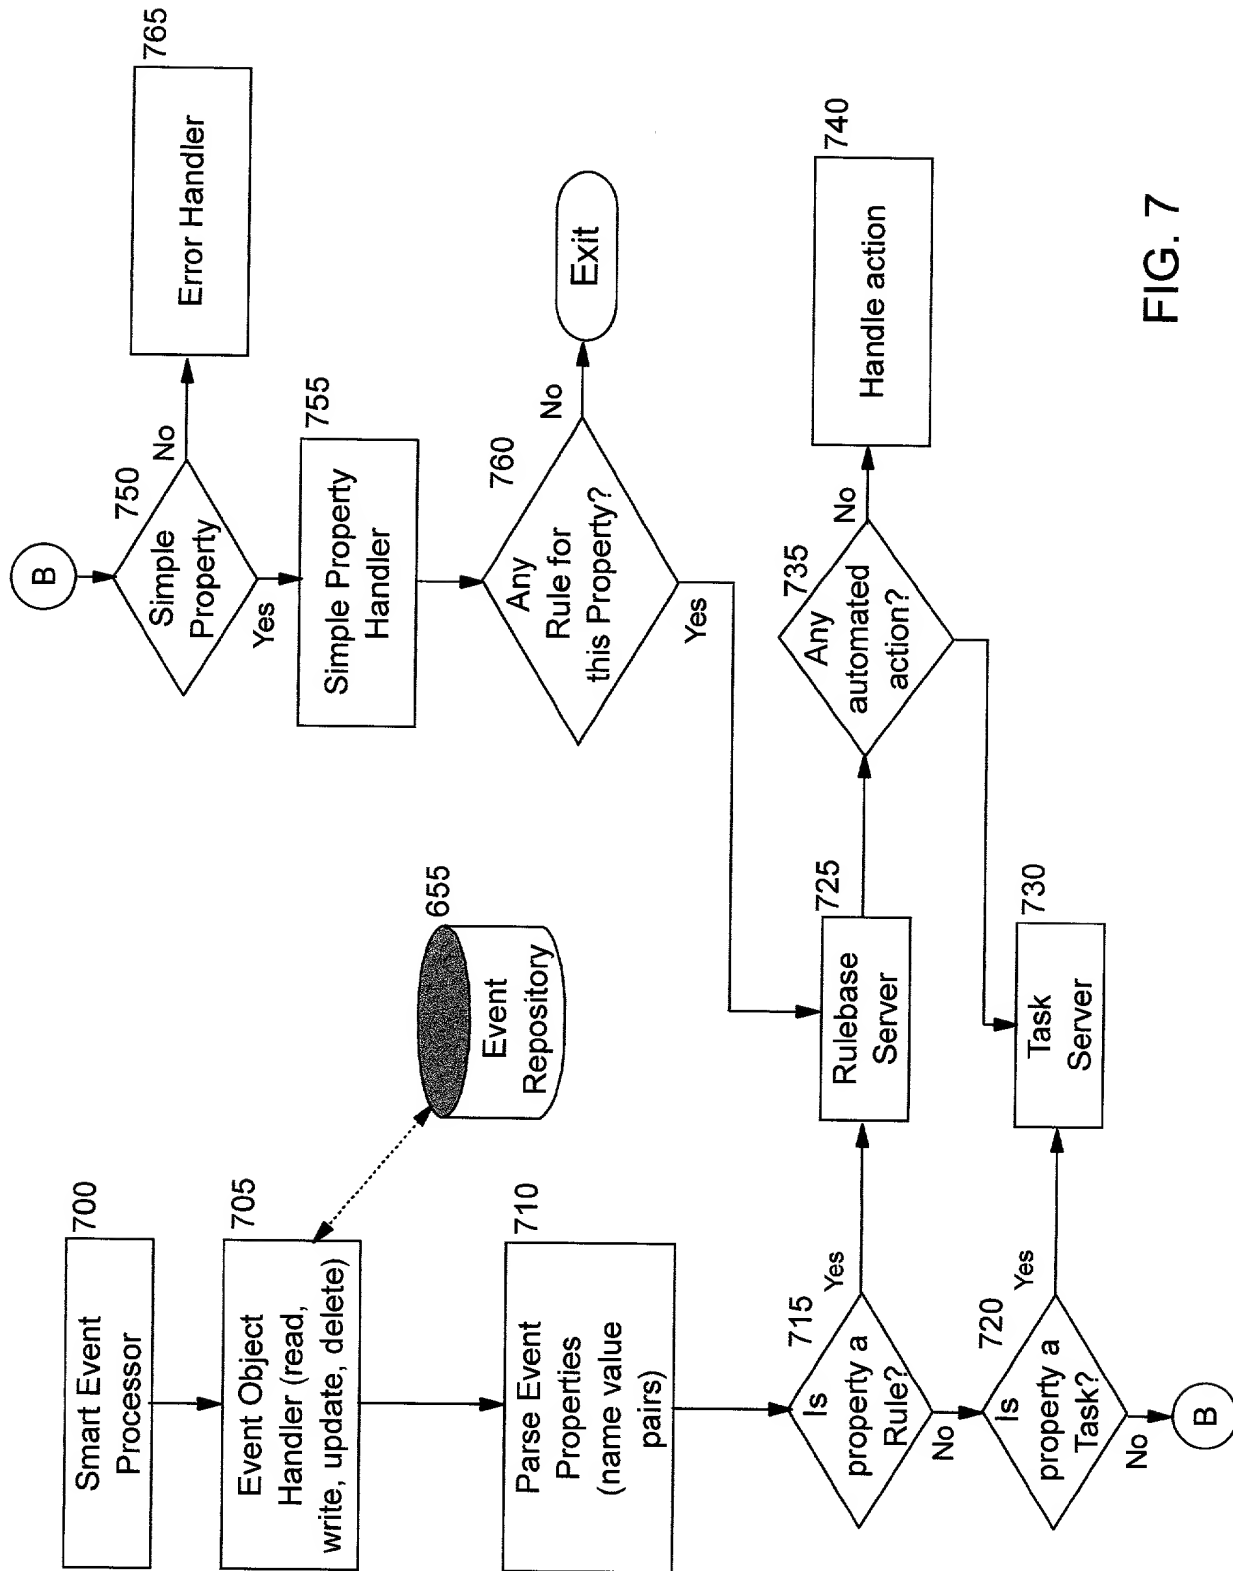 700
Smart Event
Processor
705
Event Object
Handler (read,
write, update, delete)
655
Event
Repository
710
Parse Event
Properties
(name value
pairs)
715
Is
property a
Rule?
Yes
No
725
Rulebase
Server
720
Is
property a
Task?
Yes
No
730
Task
Server
B
B
750
Simple
Property
No
Yes
765
Error Handler
755
Simple Property
Handler
760
Any
Rule for
this Property?
No
Yes
Exit
735
Any
automated
action?
No
740
Handle action
FIG. 7